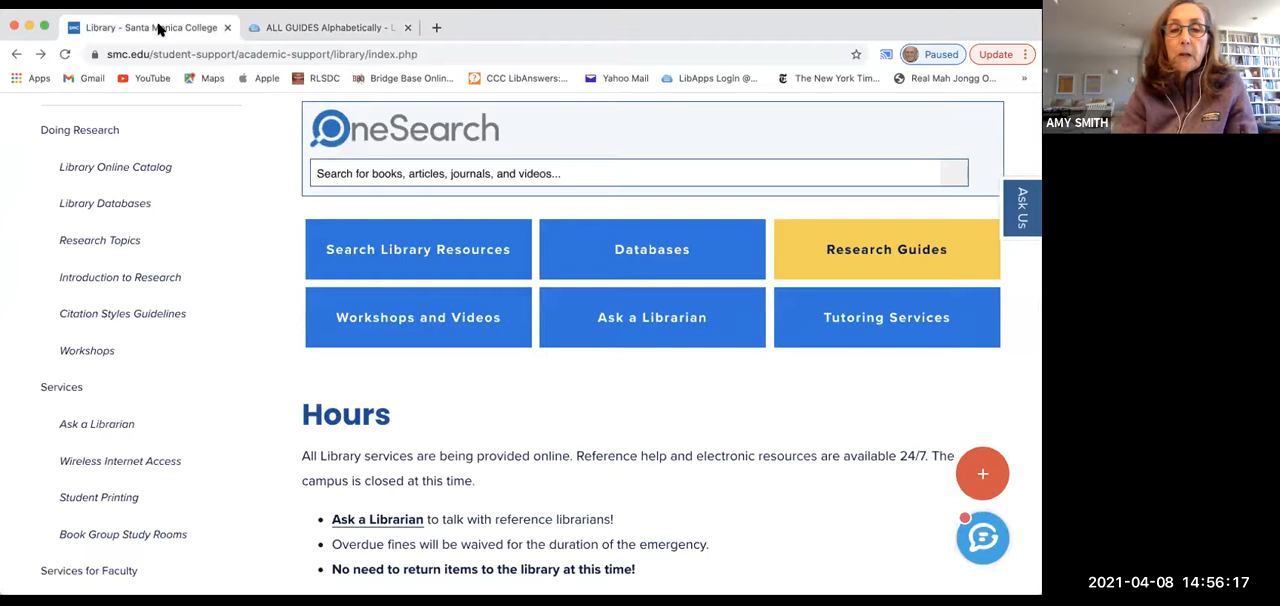 SMC Library - Santa Monica College
ALL GUIDES Alphabetically - L
smc.edu/student-support/academic-support/library/index.php
Paused
Update
Apps
Gmail
YouTube
Maps
Apple
RLSDC
Bridge Base Onlin...
CCC LibAnswers:...
Yahoo Mail
LibApps Login @...
The New York Tim...
Real Mah Jongg O...
»
AMY SMITH
Doing Research
Library Online Catalog
Library Databases
Research Topics
Introduction to Research
Citation Styles Guidelines
Workshops
Services
Ask a Librarian
Wireless Internet Access
Student Printing
Book Group Study Rooms
Services for Faculty
OneSearch
Search for books, articles, journals, and videos...
Search Library Resources
Databases
Research Guides
Workshops and Videos
Ask a Librarian
Tutoring Services
Ask Us
Hours
All Library services are being provided online. Reference help and electronic resources are available 24/7. The
campus is closed at this time.
Ask a Librarian to talk with reference librarians!
Overdue fines will be waived for the duration of the emergency.
No need to return items to the library at this time!
2021-04-08 14:56:17